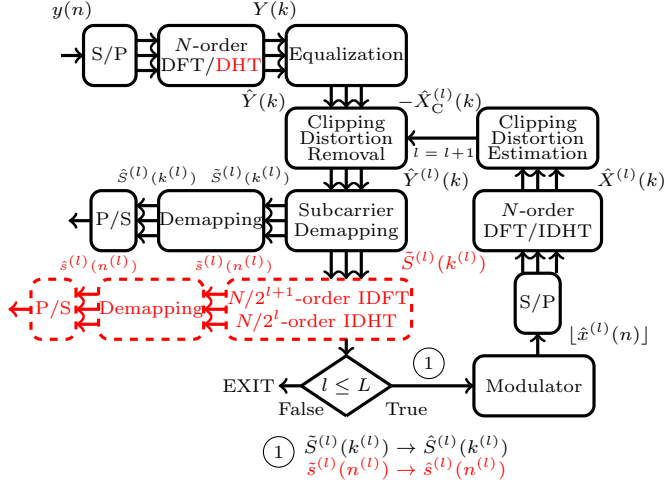 y(n)
Y(k)
S/P
N-order
DFT/DHT
Equalization
Ŷ(k)
−X̂_C^(l)(k)
Clipping
Distortion
Removal
l = l+1
Clipping
Distortion
Estimation
Ŝ^(l)(k^(l))
S̃^(l)(k^(l))
Ŷ^(l)(k)
X̂^(l)(k)
P/S
Demapping
Subcarrier
Demapping
N-order
DFT/IDHT
ŝ^(l)(n^(l))
s̃^(l)(n^(l))
S̃^(l)(k^(l))
P/S
Demapping
N/2^(l+1)-order IDFT
N/2^l-order IDHT
S/P
⌊x̂^(l)(n)⌋
1
EXIT
l ≤ L
Modulator
False
True
1 S̃^(l)(k^(l)) → Ŝ^(l)(k^(l))
s̃^(l)(n^(l)) → ŝ^(l)(n^(l))